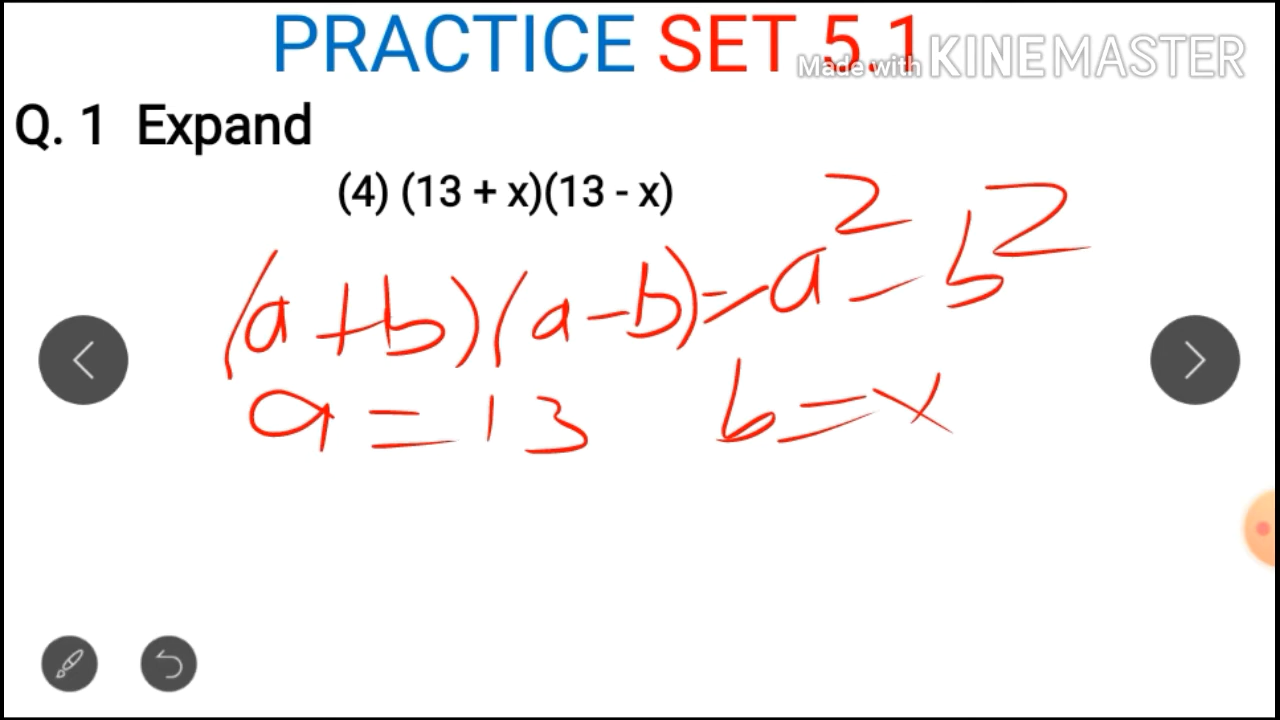 PRACTICE SET 5.1
Made with KINEMASTER
Q. 1 Expand
(4) (13 + x)(13 - x)
(a+b)(a-b)=a²-b²
a=13 b=x